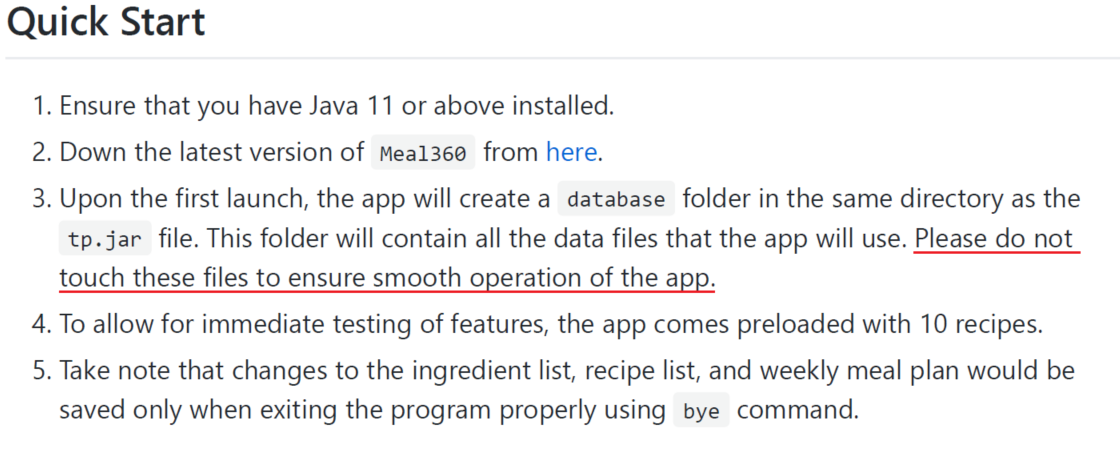 Quick Start
1. Ensure that you have Java 11 or above installed.
2. Down the latest version of Meal360 from here.
3. Upon the first launch, the app will create a database folder in the same directory as the
tp.jar file. This folder will contain all the data files that the app will use. Please do not
touch these files to ensure smooth operation of the app.
4. To allow for immediate testing of features, the app comes preloaded with 10 recipes.
5. Take note that changes to the ingredient list, recipe list, and weekly meal plan would be
saved only when exiting the program properly using bye command.